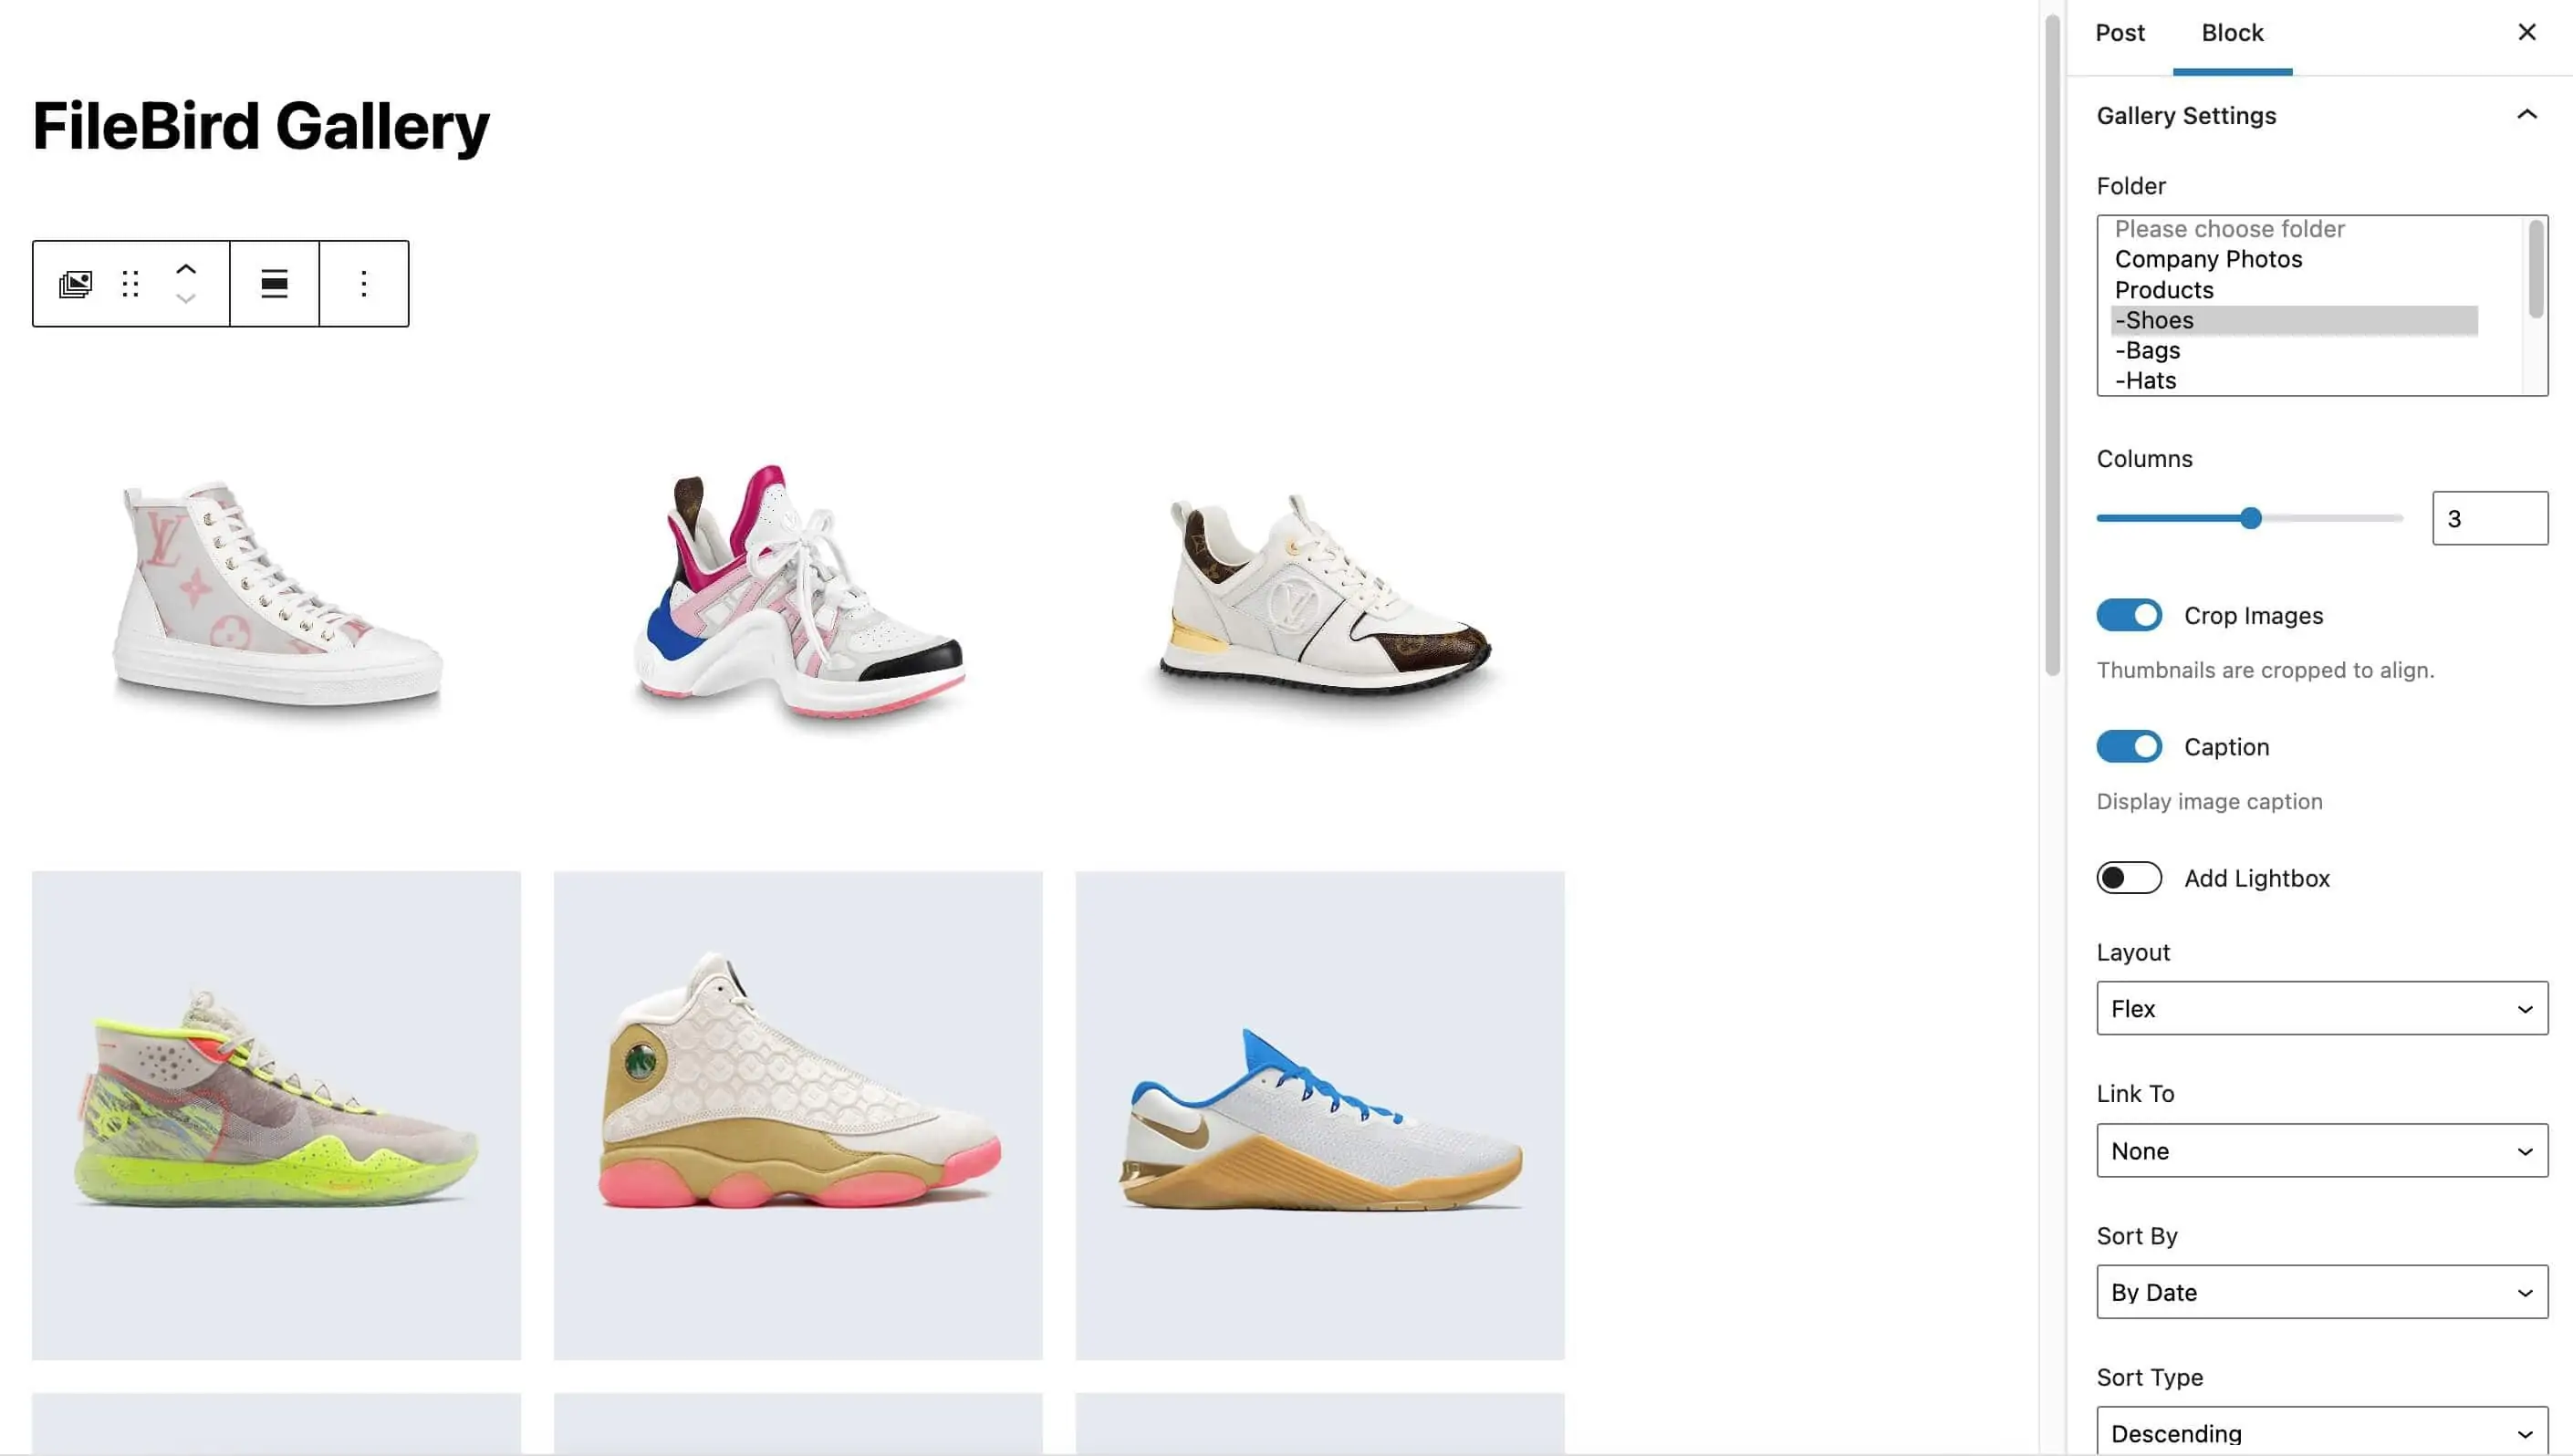 FileBird Gallery
LV
Post
Block
Gallery Settings
Folder
Please choose folder
Company Photos
Products
-Shoes
-Bags
-Hats
Columns
3
Crop Images
Thumbnails are cropped to align.
Caption
Display image caption
Add Lightbox
Layout
Flex
Link To
None
Sort By
By Date
Sort Type
Descending